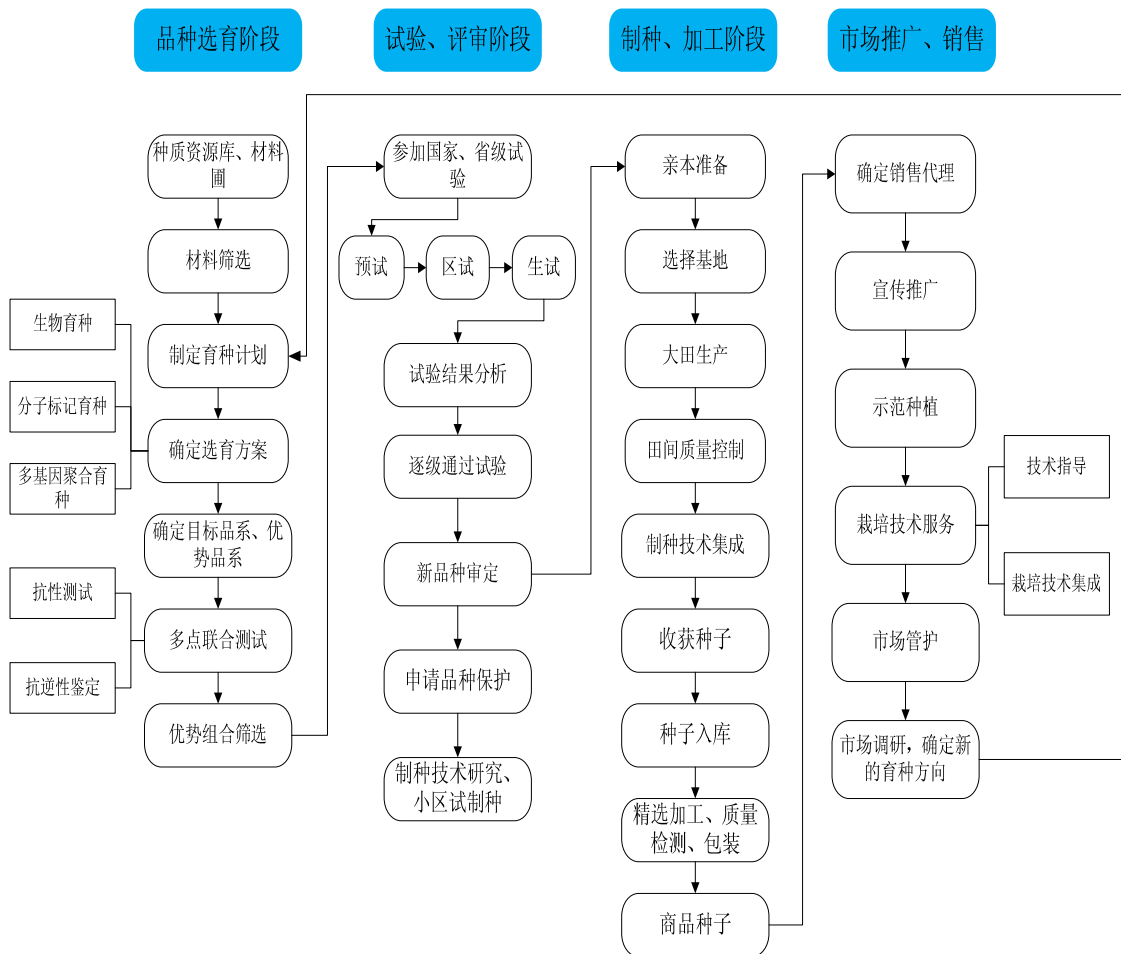 品种选育阶段
试验、评审阶段
制种、加工阶段
市场推广、销售
种质资源库、材料
圃
材料筛选
制定育种计划
确定选育方案
确定目标品系、优
势品系
多点联合测试
优势组合筛选
生物育种
分子标记育种
多基因聚合育
种
抗性测试
抗逆性鉴定
参加国家、省级试
验
预试
区试
生试
试验结果分析
逐级通过试验
新品种审定
申请品种保护
制种技术研究、
小区试制种
亲本准备
选择基地
大田生产
田间质量控制
制种技术集成
收获种子
种子入库
精选加工、质量
检测、包装
商品种子
确定销售代理
宣传推广
示范种植
栽培技术服务
技术指导
栽培技术集成
市场管护
市场调研，确定新
的育种方向